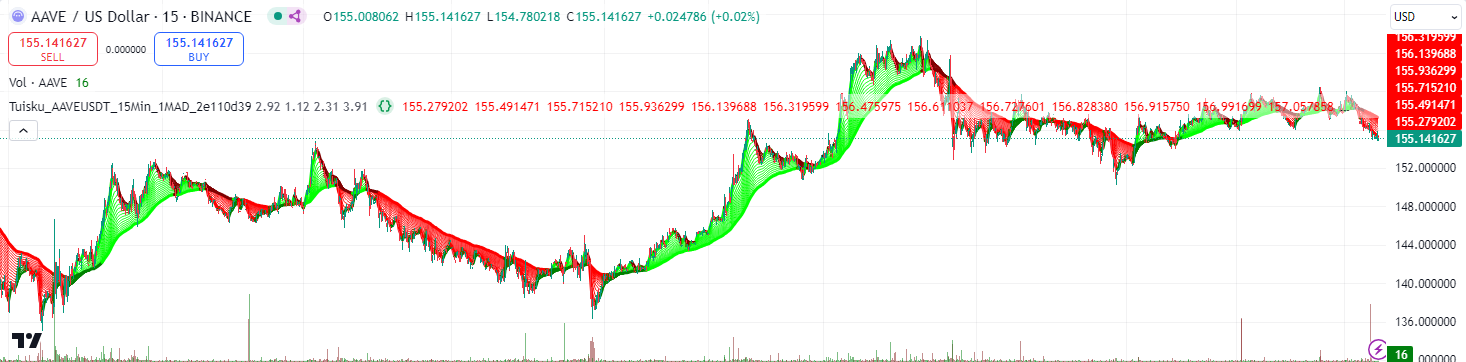 AAVE / US Dollar · 15 · BINANCE O155.008062 H155.141627 L154.780218 C155.141627 +0.024786 (+0.02%)
USD
155.141627
SELL
0.000000
155.141627
BUY
Vol · AAVE 16
Tuisku_AAVEUSDT_15Min_1MAD_2e110d39 2.92 1.12 2.31 3.91 155.279202 155.491471 155.715210 155.936299 156.139688 156.319599 156.475975 156.611037 156.727601 156.828380 156.915750 156.991699 157.057858 ...
156.319599
156.139688
155.936299
155.715210
155.491471
155.279202
155.141627
152.000000
148.000000
144.000000
140.000000
136.000000
16